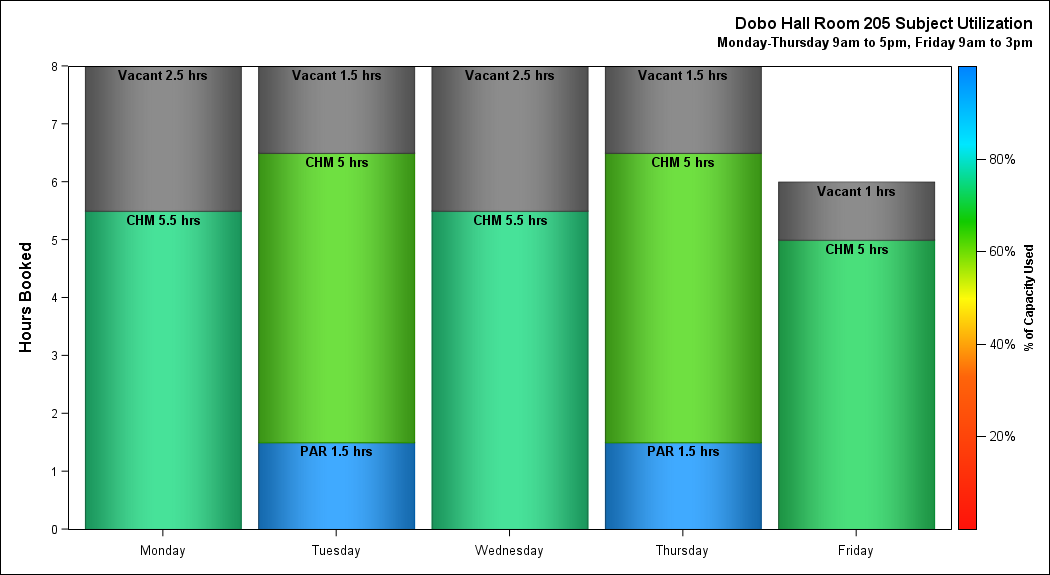 Dobo Hall Room 205 Subject Utilization
Monday-Thursday 9am to 5pm, Friday 9am to 3pm
8
7
6
5
4
3
2
1
0
Hours Booked
Vacant 2.5 hrs
CHM 5.5 hrs
Vacant 1.5 hrs
CHM 5 hrs
PAR 1.5 hrs
Vacant 2.5 hrs
CHM 5.5 hrs
Vacant 1.5 hrs
CHM 5 hrs
PAR 1.5 hrs
Vacant 1 hrs
CHM 5 hrs
Monday
Tuesday
Wednesday
Thursday
Friday
80%
60%
40%
20%
% of Capacity Used